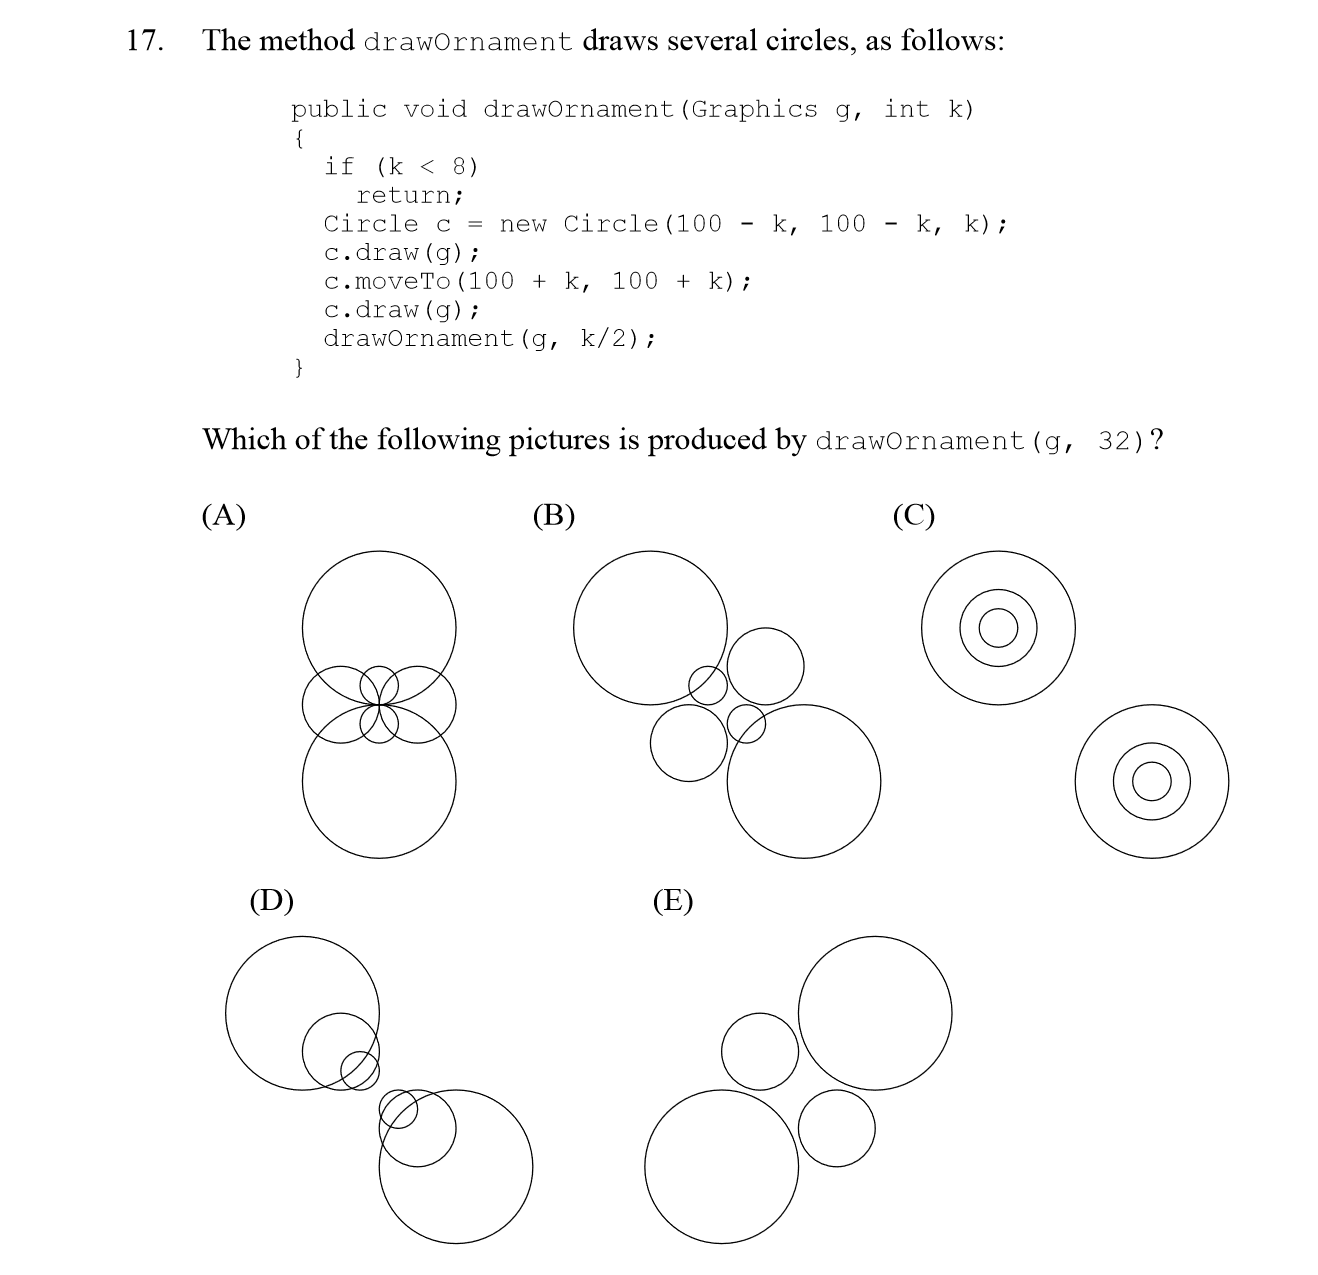 17. The method drawOrnament draws several circles, as follows:
public void drawOrnament(Graphics g, int k)
{
if (k < 8)
return;
Circle c = new Circle(100 - k, 100 - k, k);
c.draw(g);
c.moveTo(100 + k, 100 + k);
c.draw(g);
drawOrnament(g, k/2);
}
Which of the following pictures is produced by drawOrnament(g, 32)?
(A) (B) (C)
(D) (E)